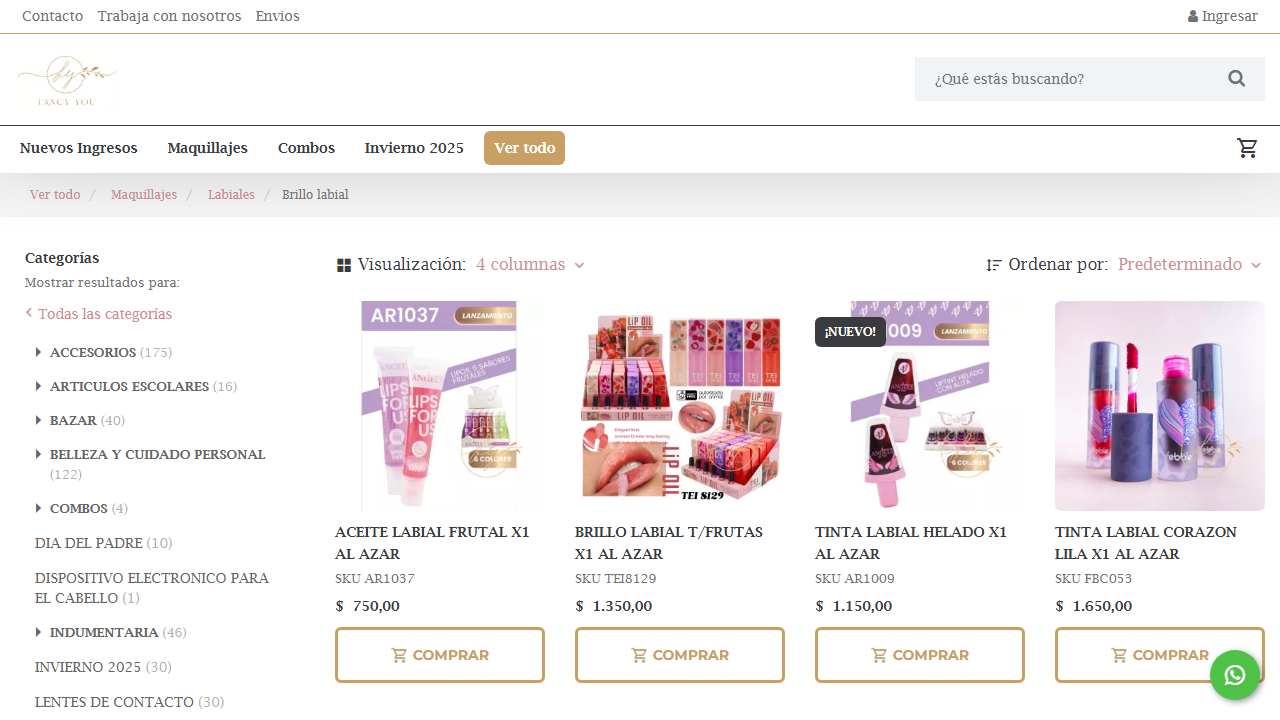 Contacto Trabaja con nosotros Envios Ingresar
FANCY YOU
¿Qué estás buscando?
Nuevos Ingresos Maquillajes Combos Invierno 2025 Ver todo
Ver todo / Maquillajes / Labiales / Brillo labial
Categorías
Mostrar resultados para:
Todas las categorías
ACCESORIOS (175)
ARTICULOS ESCOLARES (16)
BAZAR (40)
BELLEZA Y CUIDADO PERSONAL
(122)
COMBOS (4)
DIA DEL PADRE (10)
DISPOSITIVO ELECTRONICO PARA
EL CABELLO (1)
INDUMENTARIA (46)
INVIERNO 2025 (30)
LENTES DE CONTACTO (30)
Visualización: 4 columnas
Ordenar por: Predeterminado
AR1037 LANZAMIENTO
LIPOIL 6 SABORES
FRUTALES
LIPS
FOR
US
6 COLORES
ACEITE LABIAL FRUTAL X1
AL AZAR
SKU AR1037
$ 750,00
COMPRAR
LIP OIL
LIP OIL
LIP OIL
TEI 8129
BRILLO LABIAL T/FRUTAS
X1 AL AZAR
SKU TEI8129
$ 1.350,00
COMPRAR
¡NUEVO!
009 LANZAMIENTO
LIPTINT HELADO
CON ALITA
6 COLORES
TINTA LABIAL HELADO X1
AL AZAR
SKU AR1009
$ 1.150,00
COMPRAR
febble
TINTA LABIAL CORAZON
LILA X1 AL AZAR
SKU FBC053
$ 1.650,00
COMPRAR